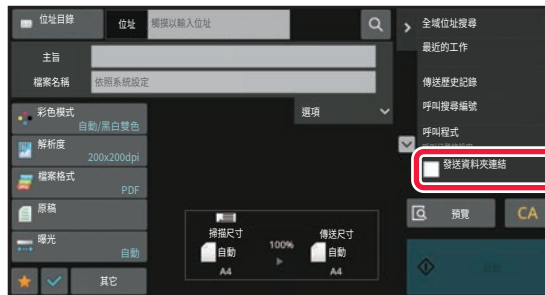 位址目錄
位址
觸摸以輸入位址
主旨
檔案名稱
依照系統設定
選項
彩色模式
自動/黑白雙色
解析度
200x200dpi
檔案格式
PDF
原稿
曝光
自動
其它
掃描尺寸
自動
A4
100%
傳送尺寸
自動
A4
全域位址搜尋
最近的工作
傳送歷史記錄
呼叫搜尋編號
呼叫程式
發送資料夾連結
預覽
CA